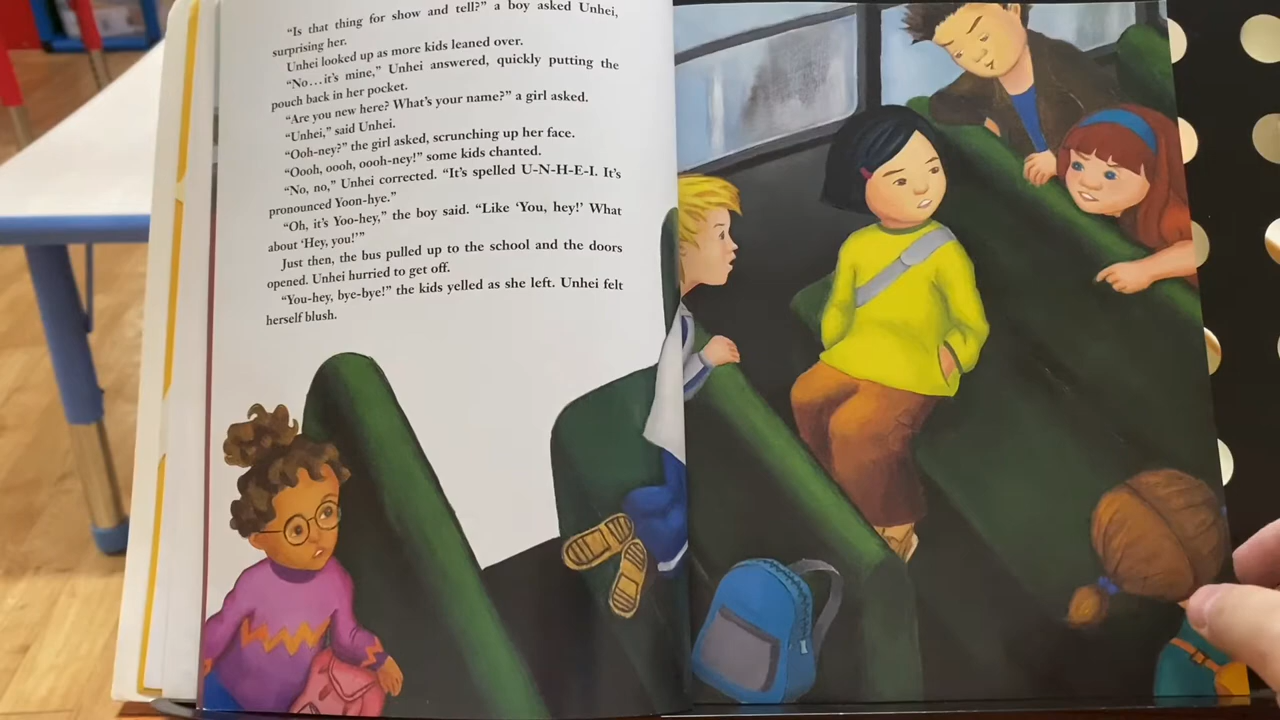 “Is that thing for show and tell?” a boy asked Unhei,
surprising her.
Unhei looked up as more kids leaned over.
“No…it’s mine,” Unhei answered, quickly putting the
pouch back in her pocket.
“Are you new here? What’s your name?” a girl asked.
“Unhei,” said Unhei.
“Ooh-ney?” the girl asked, scrunching up her face.
“Oooh, oooh, oooh-ney!” some kids chanted.
“No, no,” Unhei corrected. “It’s spelled U-N-H-E-I. It’s
pronounced Yoon-hye.”
“Oh, it’s Yoo-hey,” the boy said. “Like ‘You, hey!’ What
about ‘Hey, you!’”
Just then, the bus pulled up to the school and the doors
opened. Unhei hurried to get off.
“You-hey, bye-bye!” the kids yelled as she left. Unhei felt
herself blush.